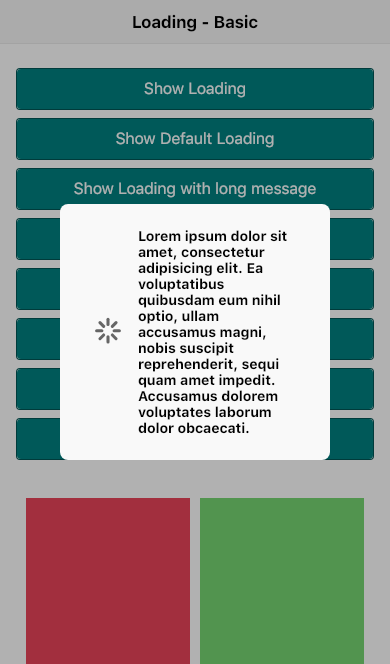 Loading - Basic
Show Loading
Show Default Loading
Show Loading with long message
Lorem ipsum dolor sit
amet, consectetur
adipisicing elit. Ea
voluptatibus
quibusdam eum nihil
optio, ullam
accusamus magni,
nobis suscipit
reprehenderit, sequi
quam amet impedit.
Accusamus dolorem
voluptates laborum
dolor obcaecati.